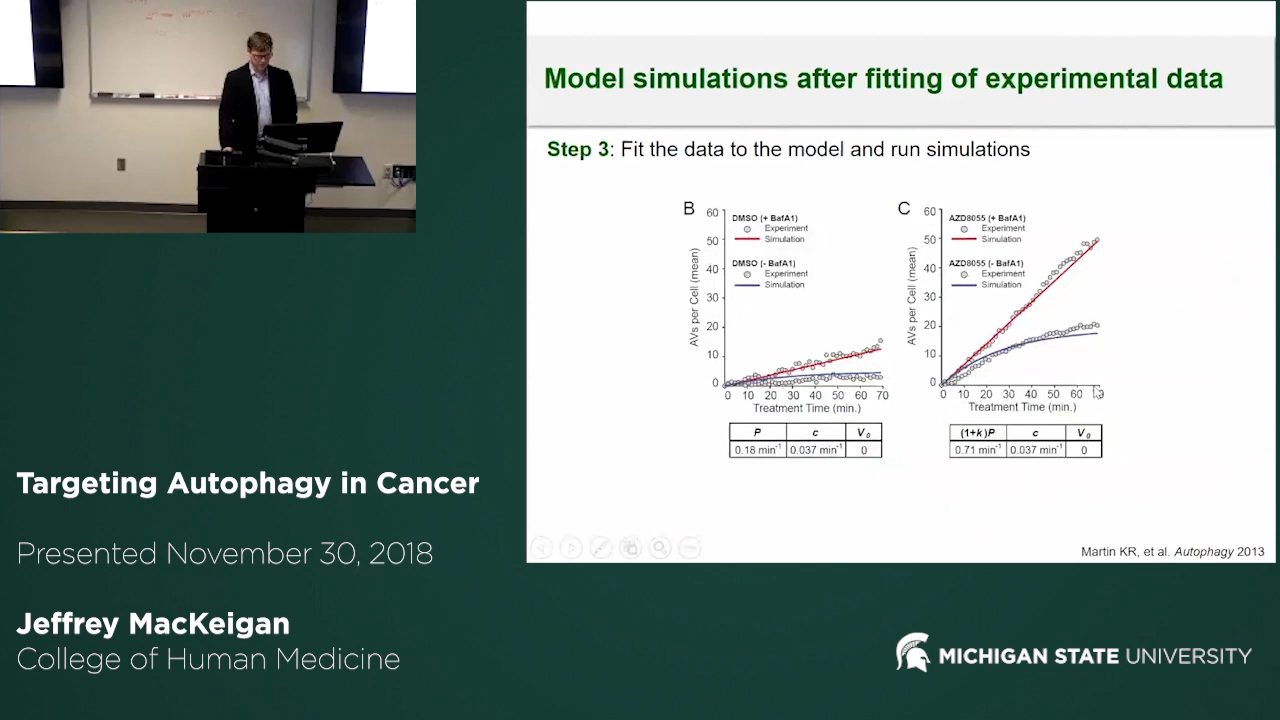 Model simulations after fitting of experimental data
Step 3: Fit the data to the model and run simulations
B
60
50
40
30
20
10
0
AVs per Cell (mean)
DMSO (+ BafA1)
Experiment
Simulation
DMSO (- BafA1)
Experiment
Simulation
0 10 20 30 40 50 60 70
Treatment Time (min.)
P c V₀
0.18 min⁻¹ 0.037 min⁻¹ 0
C
60
50
40
30
20
10
0
AVs per Cell (mean)
AZD8055 (+ BafA1)
Experiment
Simulation
AZD8055 (- BafA1)
Experiment
Simulation
0 10 20 30 40 50 60
Treatment Time (min.)
(1+k)P c V₀
0.71 min⁻¹ 0.037 min⁻¹ 0
Martin KR, et al. Autophagy 2013
Targeting Autophagy in Cancer
Presented November 30, 2018
Jeffrey MacKeigan
College of Human Medicine
MICHIGAN STATE UNIVERSITY